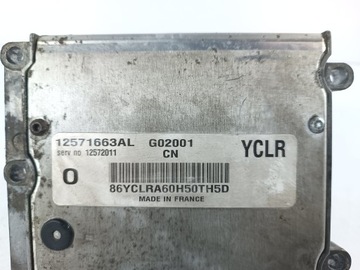 12571663AL G02001 YCLR
serv no 12572011 CN
O
86YCLRA60H50TH5D
MADE IN FRANCE